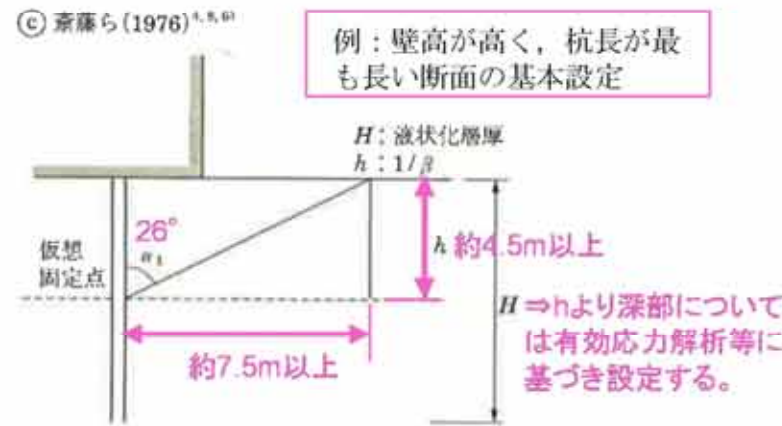 ⓒ 斎藤ら(1976)⁴,⁸,⁶⁾
例：壁高が高く，杭長が最
も長い断面の基本設定
H：液状化層厚
h：1/β
26°
仮想
固定点
h 約4.5m以上
H ⇒hより深部について
は有効応力解析等に
基づき設定する。
約7.5m以上